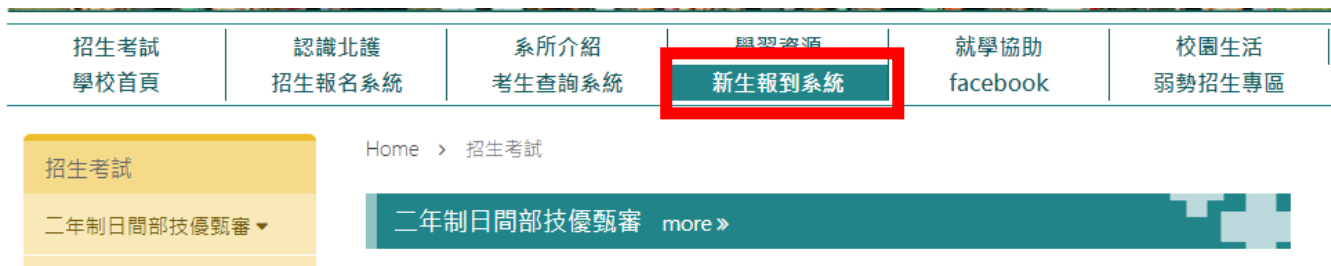 招生考試 認識北護 系所介紹 學習資源 就學協助 校園生活
學校首頁 招生報名系統 考生查詢系統 新生報到系統 facebook 弱勢招生專區
Home > 招生考試
招生考試
二年制日間部技優甄審 more »
二年制日間部技優甄審